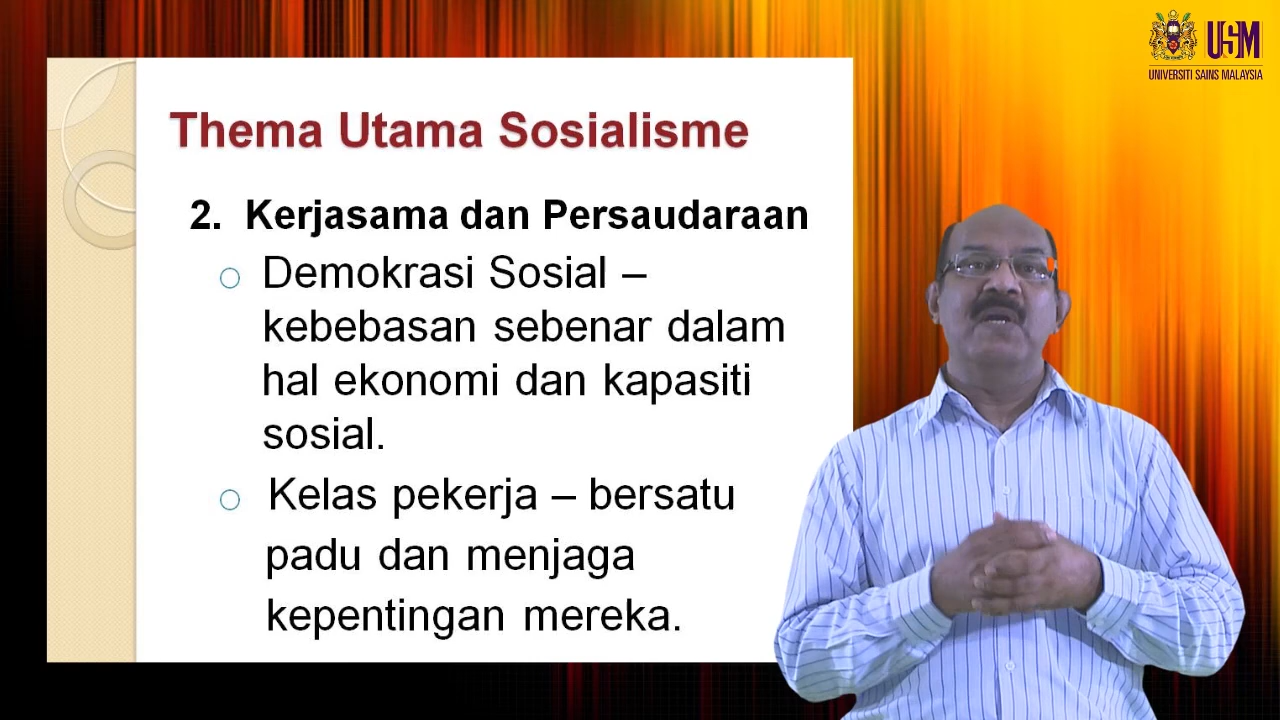 USM
UNIVERSITI SAINS MALAYSIA
Thema Utama Sosialisme
2. Kerjasama dan Persaudaraan
Demokrasi Sosial –
kebebasan sebenar dalam
hal ekonomi dan kapasiti
sosial.
Kelas pekerja – bersatu
padu dan menjaga
kepentingan mereka.